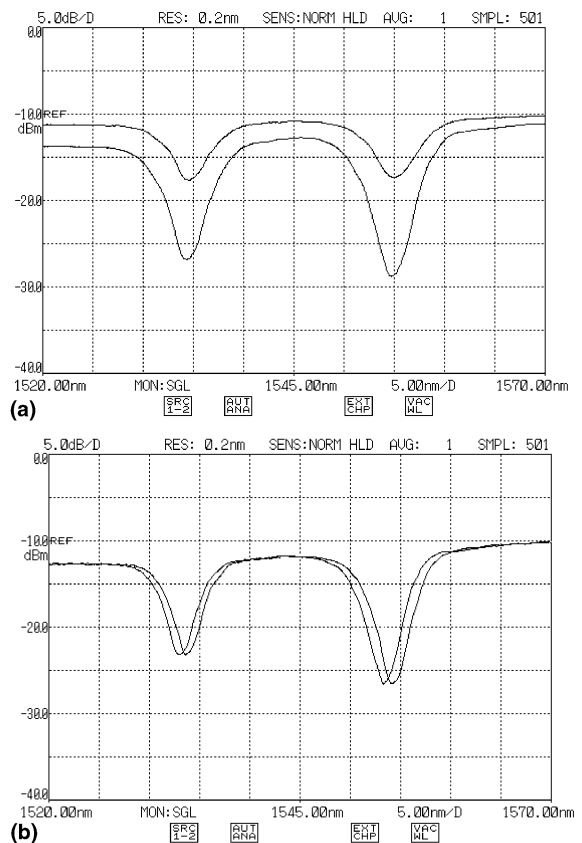 5.0dB/D RES: 0.2nm SENS:NORM HLD AVG: 1 SMPL: 501
0.0
-10.0 REF
dBm
-20.0
-30.0
-40.0
1520.00nm MON:SGL 1545.00nm 5.00nm/D 1570.00nm
SRC 1-2 AUT ANA EXT CHP VAC WL
(a)
5.0dB/D RES: 0.2nm SENS:NORM HLD AVG: 1 SMPL: 501
0.0
-10.0 REF
dBm
-20.0
-30.0
-40.0
1520.00nm MON:SGL 1545.00nm 5.00nm/D 1570.00nm
SRC 1-2 AUT ANA EXT CHP VAC WL
(b)